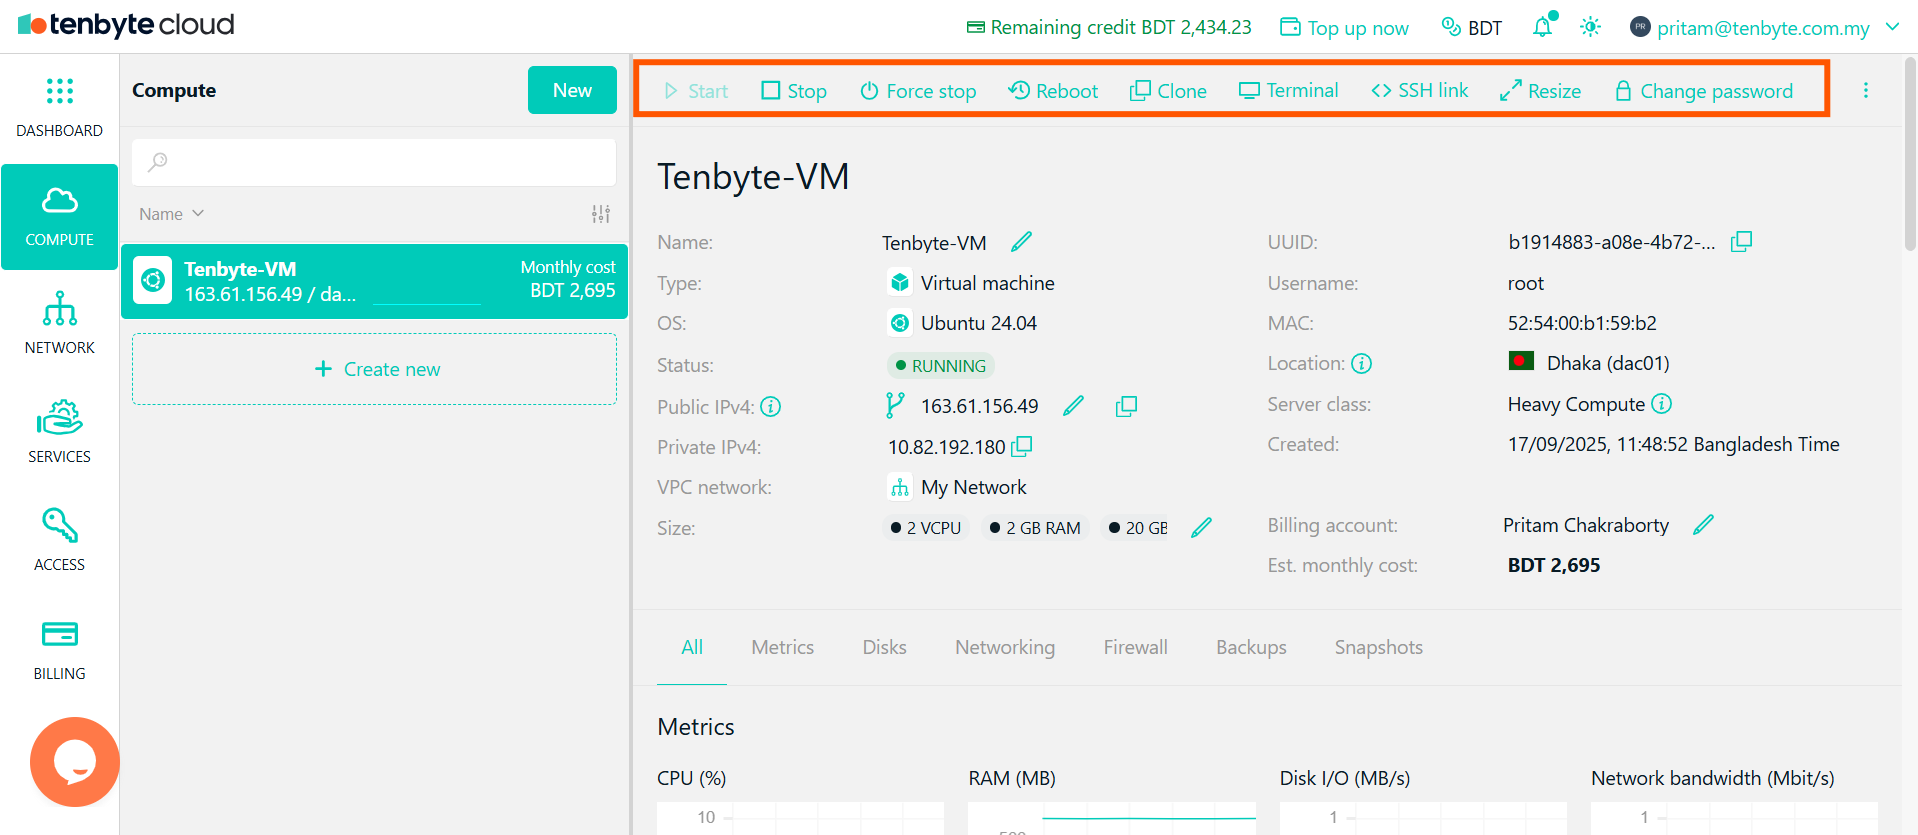 tenbyte cloud
Remaining credit BDT 2,434.23
Top up now
BDT
PR
pritam@tenbyte.com.my
DASHBOARD
COMPUTE
NETWORK
SERVICES
ACCESS
BILLING
Compute
New
Name
Tenbyte-VM
163.61.156.49 / da...
Monthly cost
BDT 2,695
+ Create new
Start
Stop
Force stop
Reboot
Clone
Terminal
<> SSH link
Resize
Change password
Tenbyte-VM
Name: Tenbyte-VM
Type: Virtual machine
OS: Ubuntu 24.04
Status: RUNNING
Public IPv4: 163.61.156.49
Private IPv4: 10.82.192.180
VPC network: My Network
Size: 2 VCPU 2 GB RAM 20 GB
UUID: b1914883-a08e-4b72-...
Username: root
MAC: 52:54:00:b1:59:b2
Location: Dhaka (dac01)
Server class: Heavy Compute
Created: 17/09/2025, 11:48:52 Bangladesh Time
Billing account: Pritam Chakraborty
Est. monthly cost: BDT 2,695
All
Metrics
Disks
Networking
Firewall
Backups
Snapshots
Metrics
CPU (%)
10
RAM (MB)
Disk I/O (MB/s)
1
Network bandwidth (Mbit/s)
1